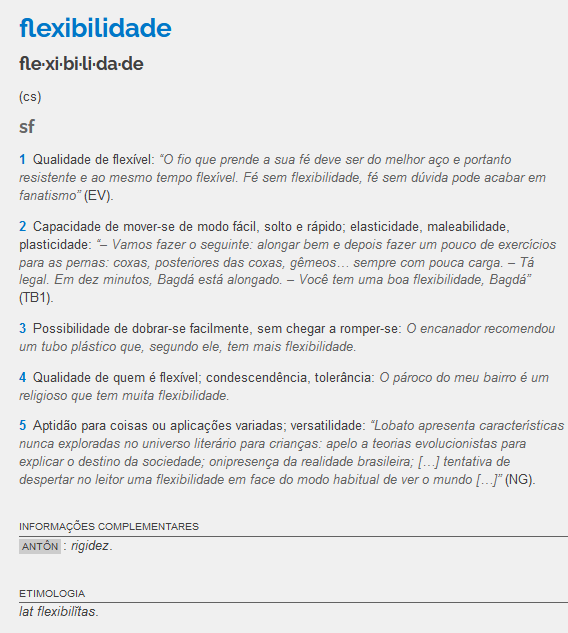 flexibilidade
fle·xi·bi·li·da·de
(cs)
sf
1 Qualidade de flexível: “O fio que prende a sua fé deve ser do melhor aço e portanto
resistente e ao mesmo tempo flexível. Fé sem flexibilidade, fé sem dúvida pode acabar em
fanatismo” (EV).
2 Capacidade de mover-se de modo fácil, solto e rápido; elasticidade, maleabilidade,
plasticidade: “– Vamos fazer o seguinte: alongar bem e depois fazer um pouco de exercícios
para as pernas: coxas, posteriores das coxas, gêmeos… sempre com pouca carga. – Tá
legal. Em dez minutos, Bagdá está alongado. – Você tem uma boa flexibilidade, Bagdá”
(TB1).
3 Possibilidade de dobrar-se facilmente, sem chegar a romper-se: O encanador recomendou
um tubo plástico que, segundo ele, tem mais flexibilidade.
4 Qualidade de quem é flexível; condescendência, tolerância: O pároco do meu bairro é um
religioso que tem muita flexibilidade.
5 Aptidão para coisas ou aplicações variadas; versatilidade: “Lobato apresenta características
nunca exploradas no universo literário para crianças: apelo a teorias evolucionistas para
explicar o destino da sociedade; onipresença da realidade brasileira; […] tentativa de
despertar no leitor uma flexibilidade em face do modo habitual de ver o mundo […]” (NG).
INFORMAÇÕES COMPLEMENTARES
ANTÔN : rigidez.
ETIMOLOGIA
lat flexibilĭtas.